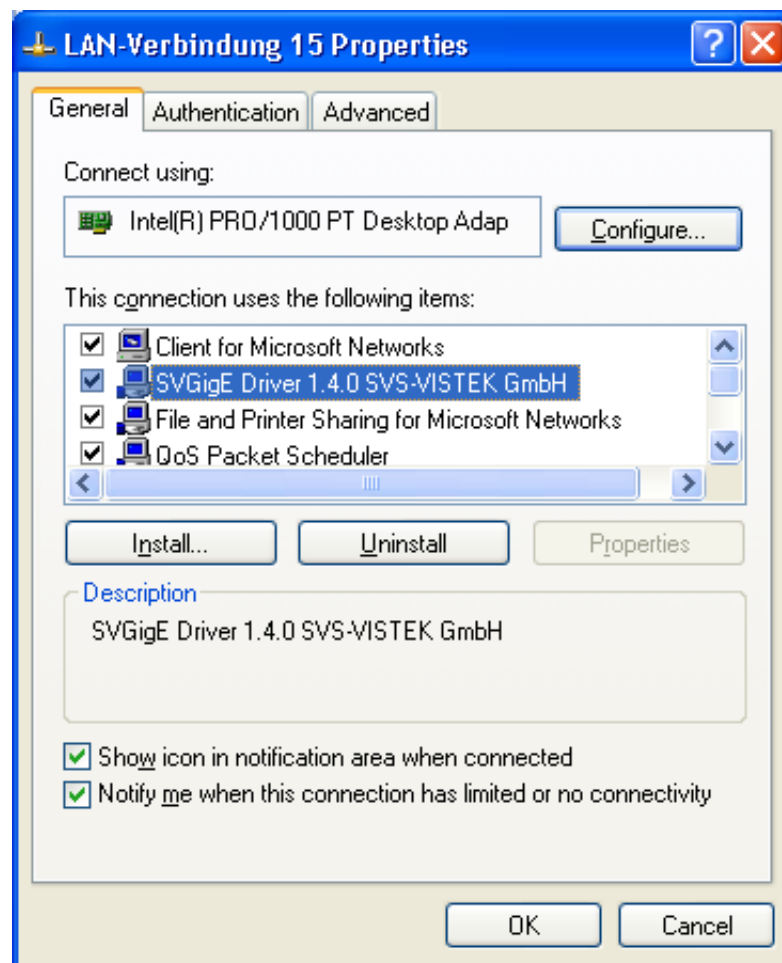 LAN-Verbindung 15 Properties
General
Authentication
Advanced
Connect using:
Intel(R) PRO/1000 PT Desktop Adap
Configure...
This connection uses the following items:
Client for Microsoft Networks
SVGigE Driver 1.4.0 SVS-VISTEK GmbH
File and Printer Sharing for Microsoft Networks
QoS Packet Scheduler
Install...
Uninstall
Properties
Description
SVGigE Driver 1.4.0 SVS-VISTEK GmbH
Show icon in notification area when connected
Notify me when this connection has limited or no connectivity
OK
Cancel